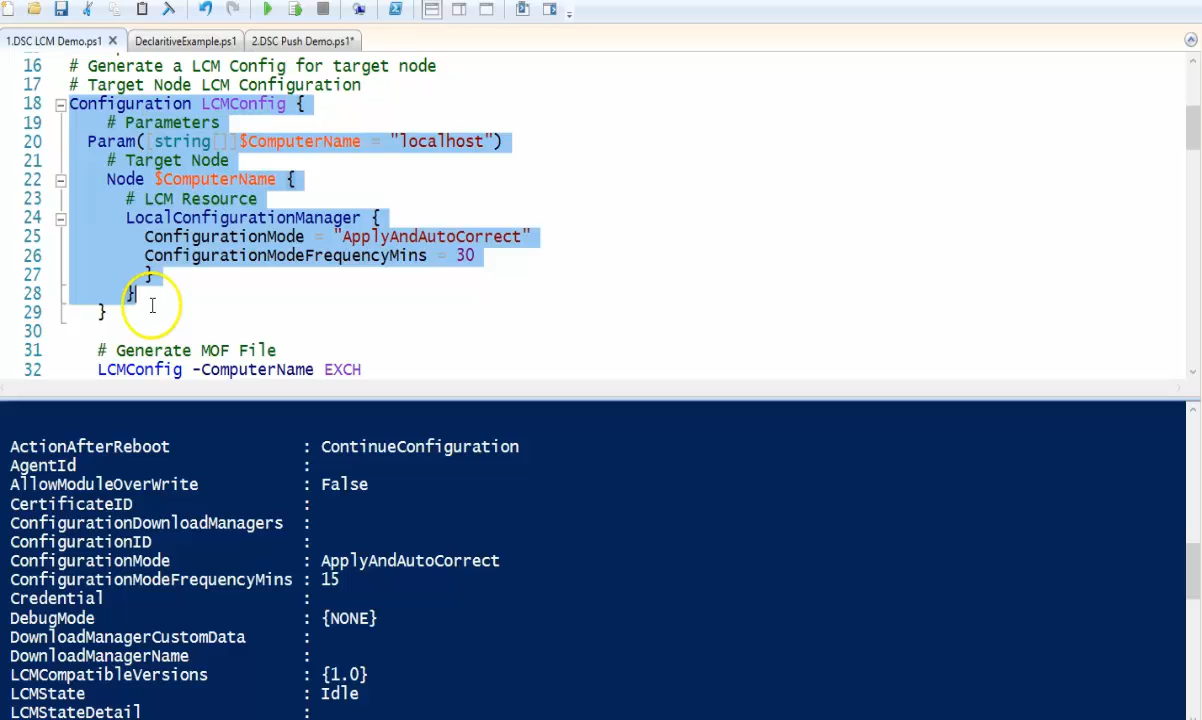 1.DSC LCM Demo.ps1 DeclaritiveExample.ps1 2.DSC Push Demo.ps1*
16 # Generate a LCM Config for target node
17 # Target Node LCM Configuration
18 Configuration LCMConfig {
19 # Parameters
20 Param([string[]]$ComputerName = "localhost")
21 # Target Node
22 Node $ComputerName {
23 # LCM Resource
24 LocalConfigurationManager {
25 ConfigurationMode = "ApplyAndAutoCorrect"
26 ConfigurationModeFrequencyMins = 30
27 }
28 }
29 }
30
31 # Generate MOF File
32 LCMConfig -ComputerName EXCH
ActionAfterReboot : ContinueConfiguration
AgentId :
AllowModuleOverWrite : False
CertificateID :
ConfigurationDownloadManagers :
ConfigurationID :
ConfigurationMode : ApplyAndAutoCorrect
ConfigurationModeFrequencyMins : 15
Credential :
DebugMode : {NONE}
DownloadManagerCustomData :
DownloadManagerName :
LCMCompatibleVersions : {1.0}
LCMState : Idle
LCMStateDetail :